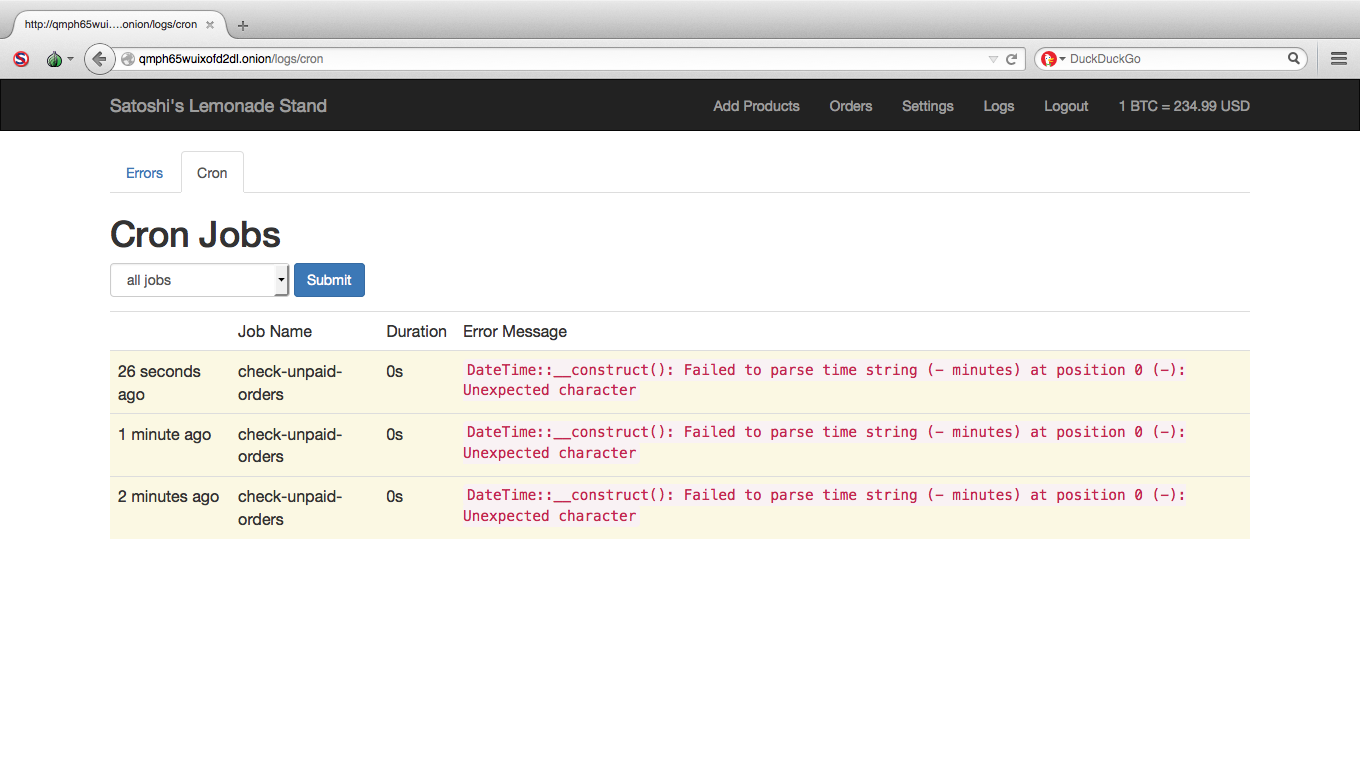 http://qmph65wui....onion/logs/cron
qmph65wuixofd2dl.onion/logs/cron
DuckDuckGo
Satoshi's Lemonade Stand
Add Products
Orders
Settings
Logs
Logout
1 BTC = 234.99 USD
Errors
Cron
Cron Jobs
all jobs
Submit
Job Name
Duration
Error Message
26 seconds
ago
check-unpaid-
orders
0s
DateTime::__construct(): Failed to parse time string (- minutes) at position 0 (-):
Unexpected character
1 minute ago
check-unpaid-
orders
0s
DateTime::__construct(): Failed to parse time string (- minutes) at position 0 (-):
Unexpected character
2 minutes ago
check-unpaid-
orders
0s
DateTime::__construct(): Failed to parse time string (- minutes) at position 0 (-):
Unexpected character